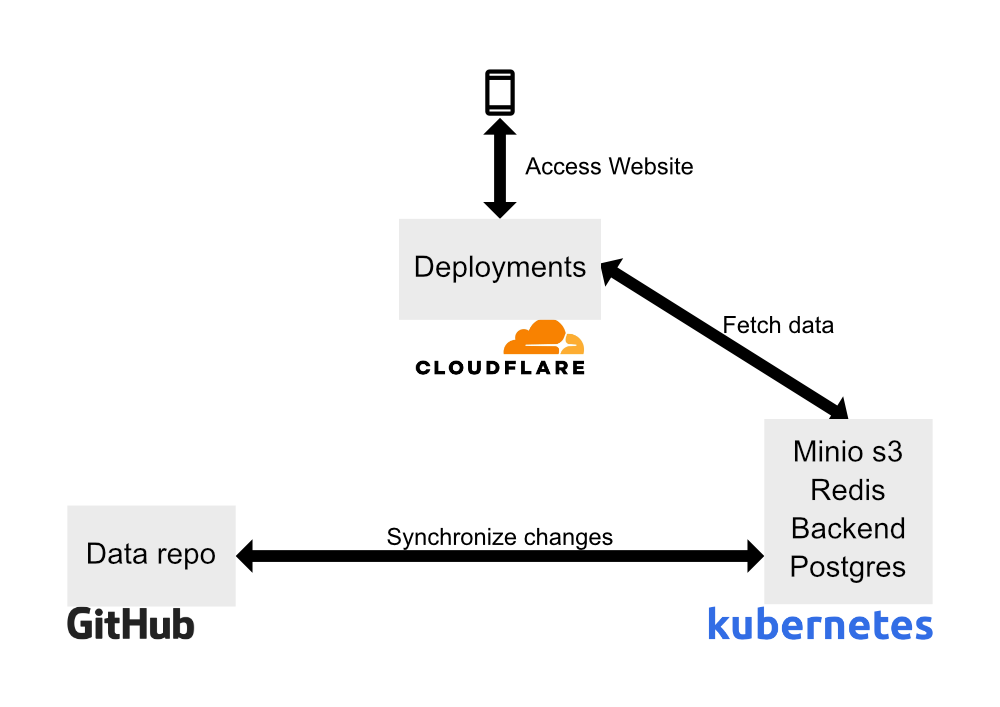 Access Website
Deployments
CLOUDFLARE
Fetch data
Minio s3
Redis
Backend
Postgres
kubernetes
Synchronize changes
Data repo
GitHub